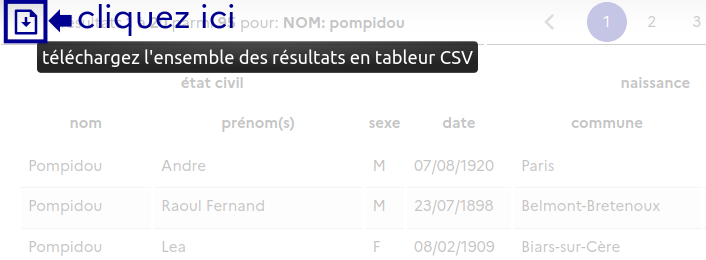 cliquez ici
pour: NOM: pompidou
1 2 3
téléchargez l'ensemble des résultats en tableur CSV
état civil naissance
nom prénom(s) sexe date commune
Pompidou Andre M 07/08/1920 Paris
Pompidou Raoul Fernand M 23/07/1898 Belmont-Bretenoux
Pompidou Lea F 08/02/1909 Biars-sur-Cère